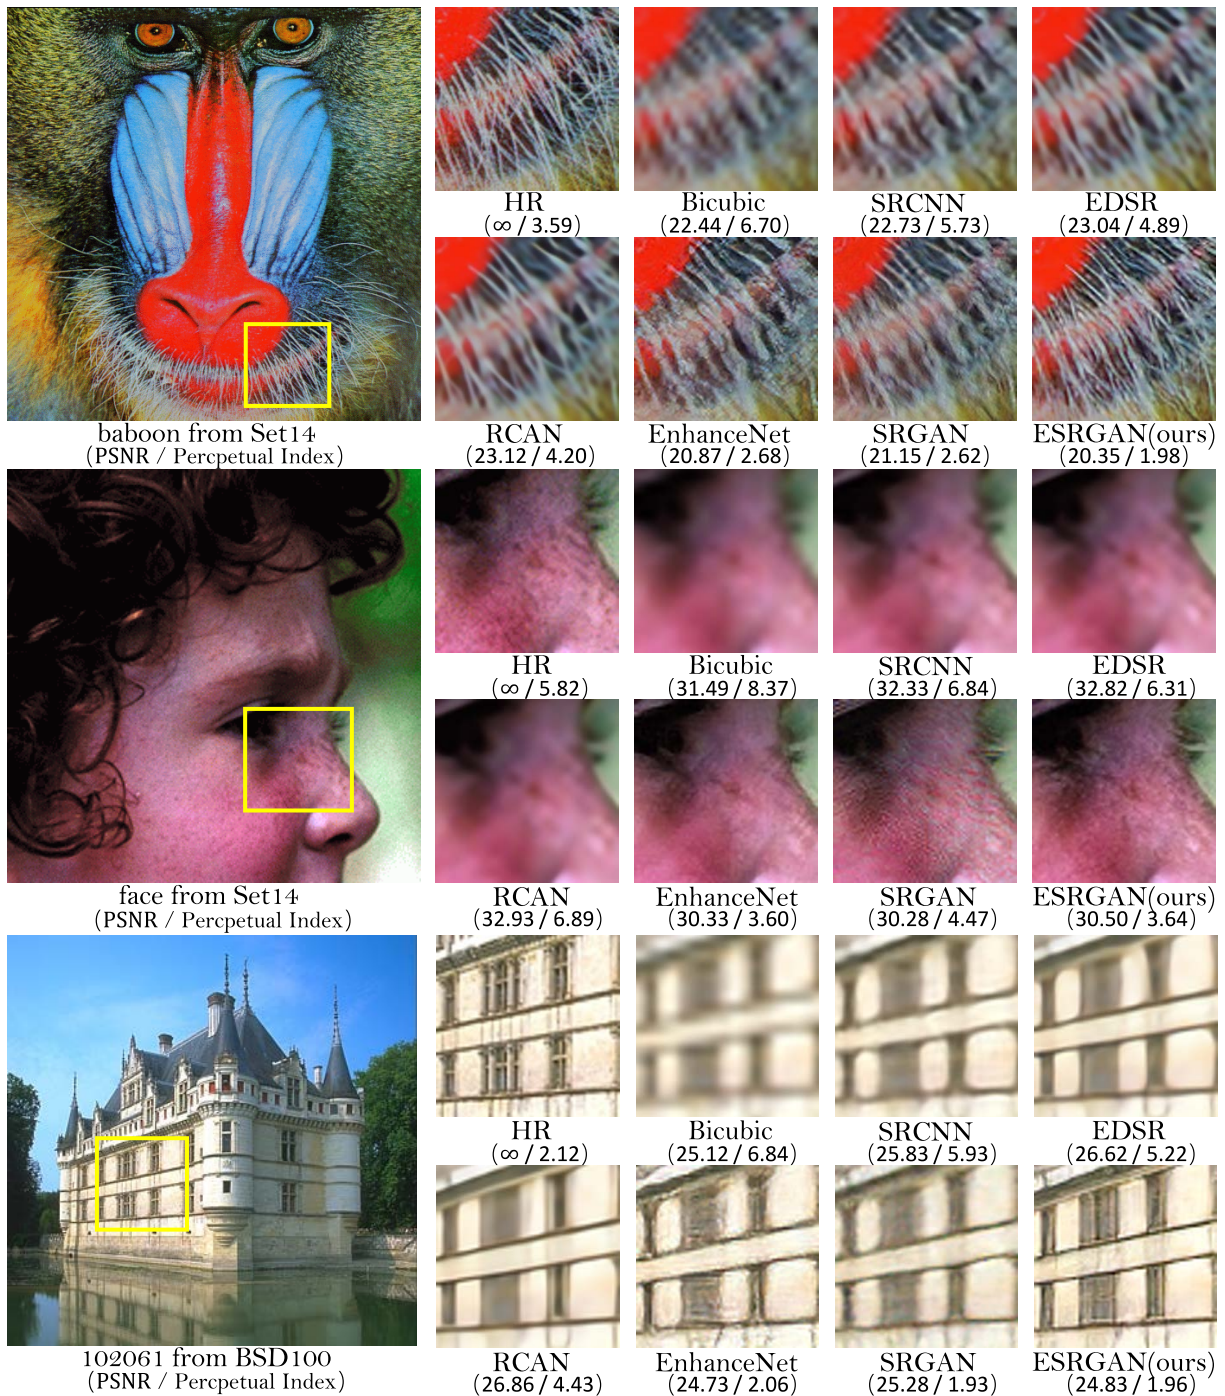 HR Bicubic SRCNN EDSR
(∞ / 3.59) (22.44 / 6.70) (22.73 / 5.73) (23.04 / 4.89)
baboon from Set14 RCAN EnhanceNet SRGAN ESRGAN(ours)
(PSNR / Percpetual Index) (23.12 / 4.20) (20.87 / 2.68) (21.15 / 2.62) (20.35 / 1.98)
HR Bicubic SRCNN EDSR
(∞ / 5.82) (31.49 / 8.37) (32.33 / 6.84) (32.82 / 6.31)
face from Set14 RCAN EnhanceNet SRGAN ESRGAN(ours)
(PSNR / Percpetual Index) (32.93 / 6.89) (30.33 / 3.60) (30.28 / 4.47) (30.50 / 3.64)
HR Bicubic SRCNN EDSR
(∞ / 2.12) (25.12 / 6.84) (25.83 / 5.93) (26.62 / 5.22)
102061 from BSD100 RCAN EnhanceNet SRGAN ESRGAN(ours)
(PSNR / Percpetual Index) (26.86 / 4.43) (24.73 / 2.06) (25.28 / 1.93) (24.83 / 1.96)